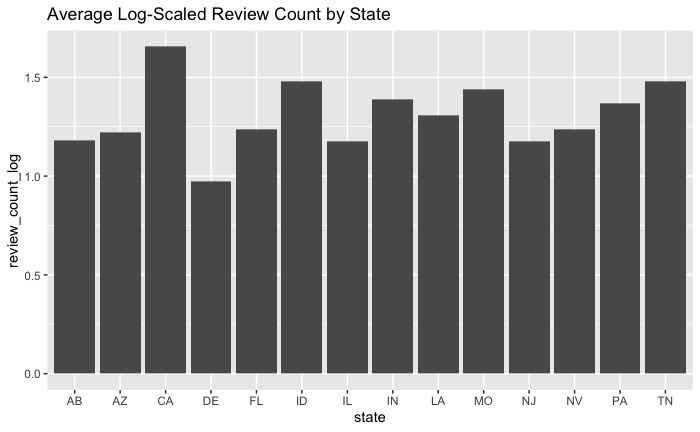 Average Log-Scaled Review Count by State
review_count_log
1.5
1.0
0.5
0.0
AB AZ CA DE FL ID IL IN LA MO NJ NV PA TN
state